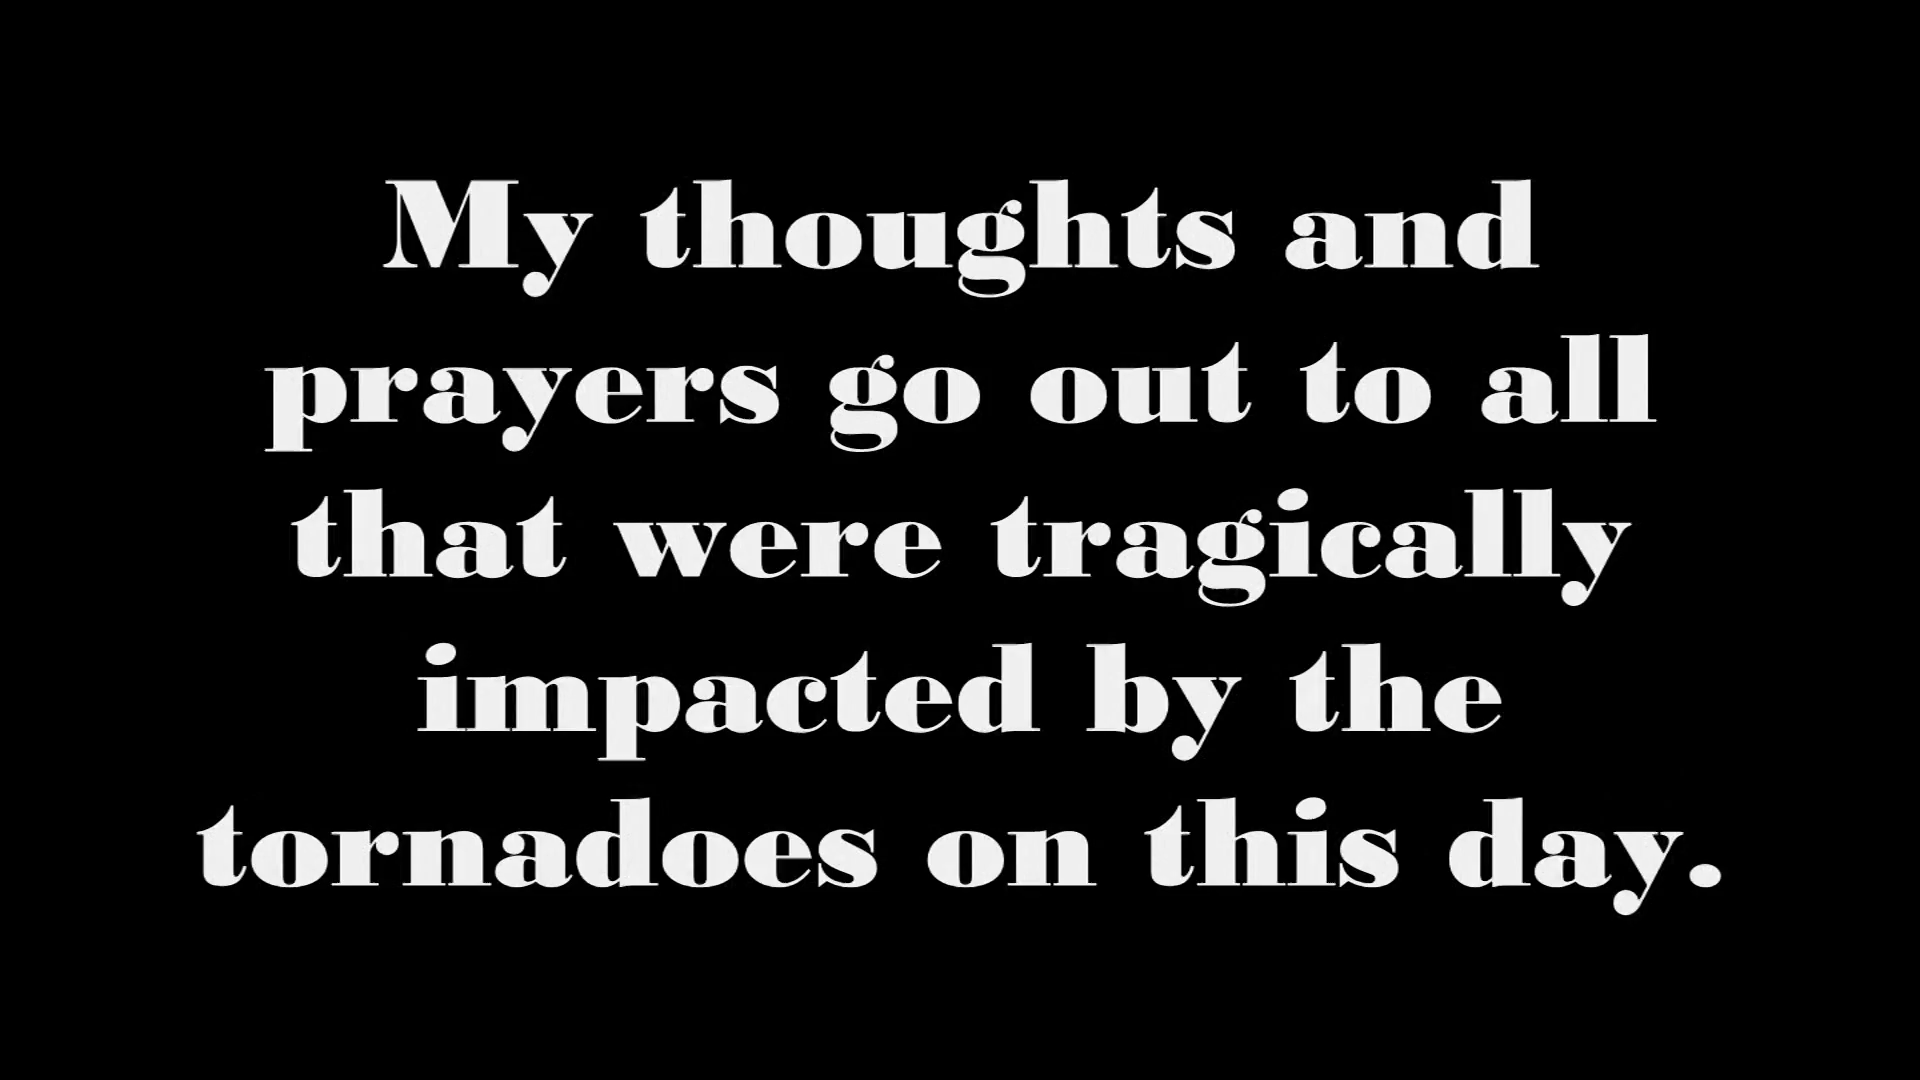 My thoughts and
prayers go out to all
that were tragically
impacted by the
tornadoes on this day.